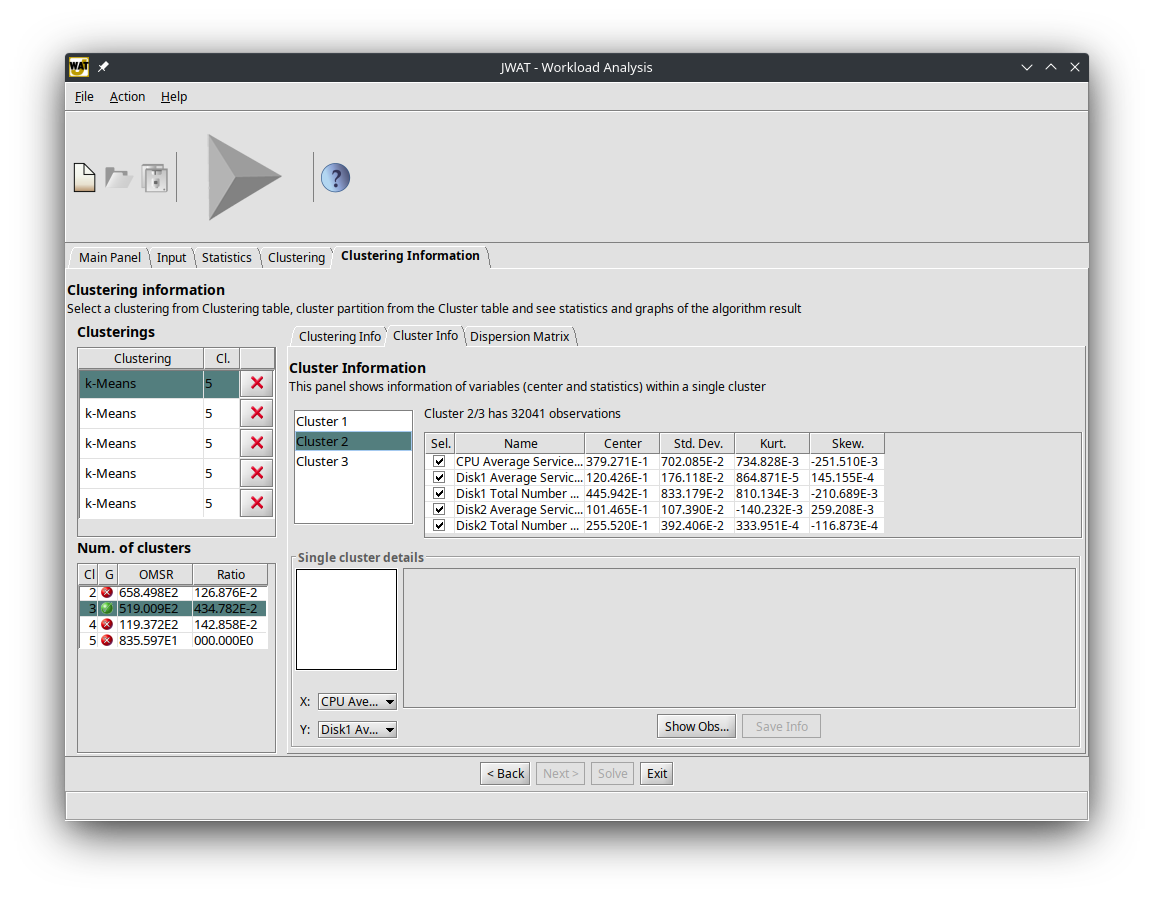 WAT JWAT - Workload Analysis
File Action Help
?
Main Panel Input Statistics Clustering Clustering Information
Clustering information
Select a clustering from Clustering table, cluster partition from the Cluster table and see statistics and graphs of the algorithm result
Clusterings
Clustering Cl.
k-Means 5
k-Means 5
k-Means 5
k-Means 5
k-Means 5
Num. of clusters
Cl G OMSR Ratio
2 658.498E2 126.876E-2
3 519.009E2 434.782E-2
4 119.372E2 142.858E-2
5 835.597E1 000.000E0
Clustering Info Cluster Info Dispersion Matrix
Cluster Information
This panel shows information of variables (center and statistics) within a single cluster
Cluster 1
Cluster 2
Cluster 3
Cluster 2/3 has 32041 observations
Sel. Name Center Std. Dev. Kurt. Skew.
CPU Average Service... 379.271E-1 702.085E-2 734.828E-3 -251.510E-3
Disk1 Average Servic... 120.426E-1 176.118E-2 864.871E-5 145.155E-4
Disk1 Total Number ... 445.942E-1 833.179E-2 810.134E-3 -210.689E-3
Disk2 Average Servic... 101.465E-1 107.390E-2 -140.232E-3 259.208E-3
Disk2 Total Number ... 255.520E-1 392.406E-2 333.951E-4 -116.873E-4
Single cluster details
X: CPU Ave...
Y: Disk1 Av...
Show Obs... Save Info
< Back Next > Solve Exit